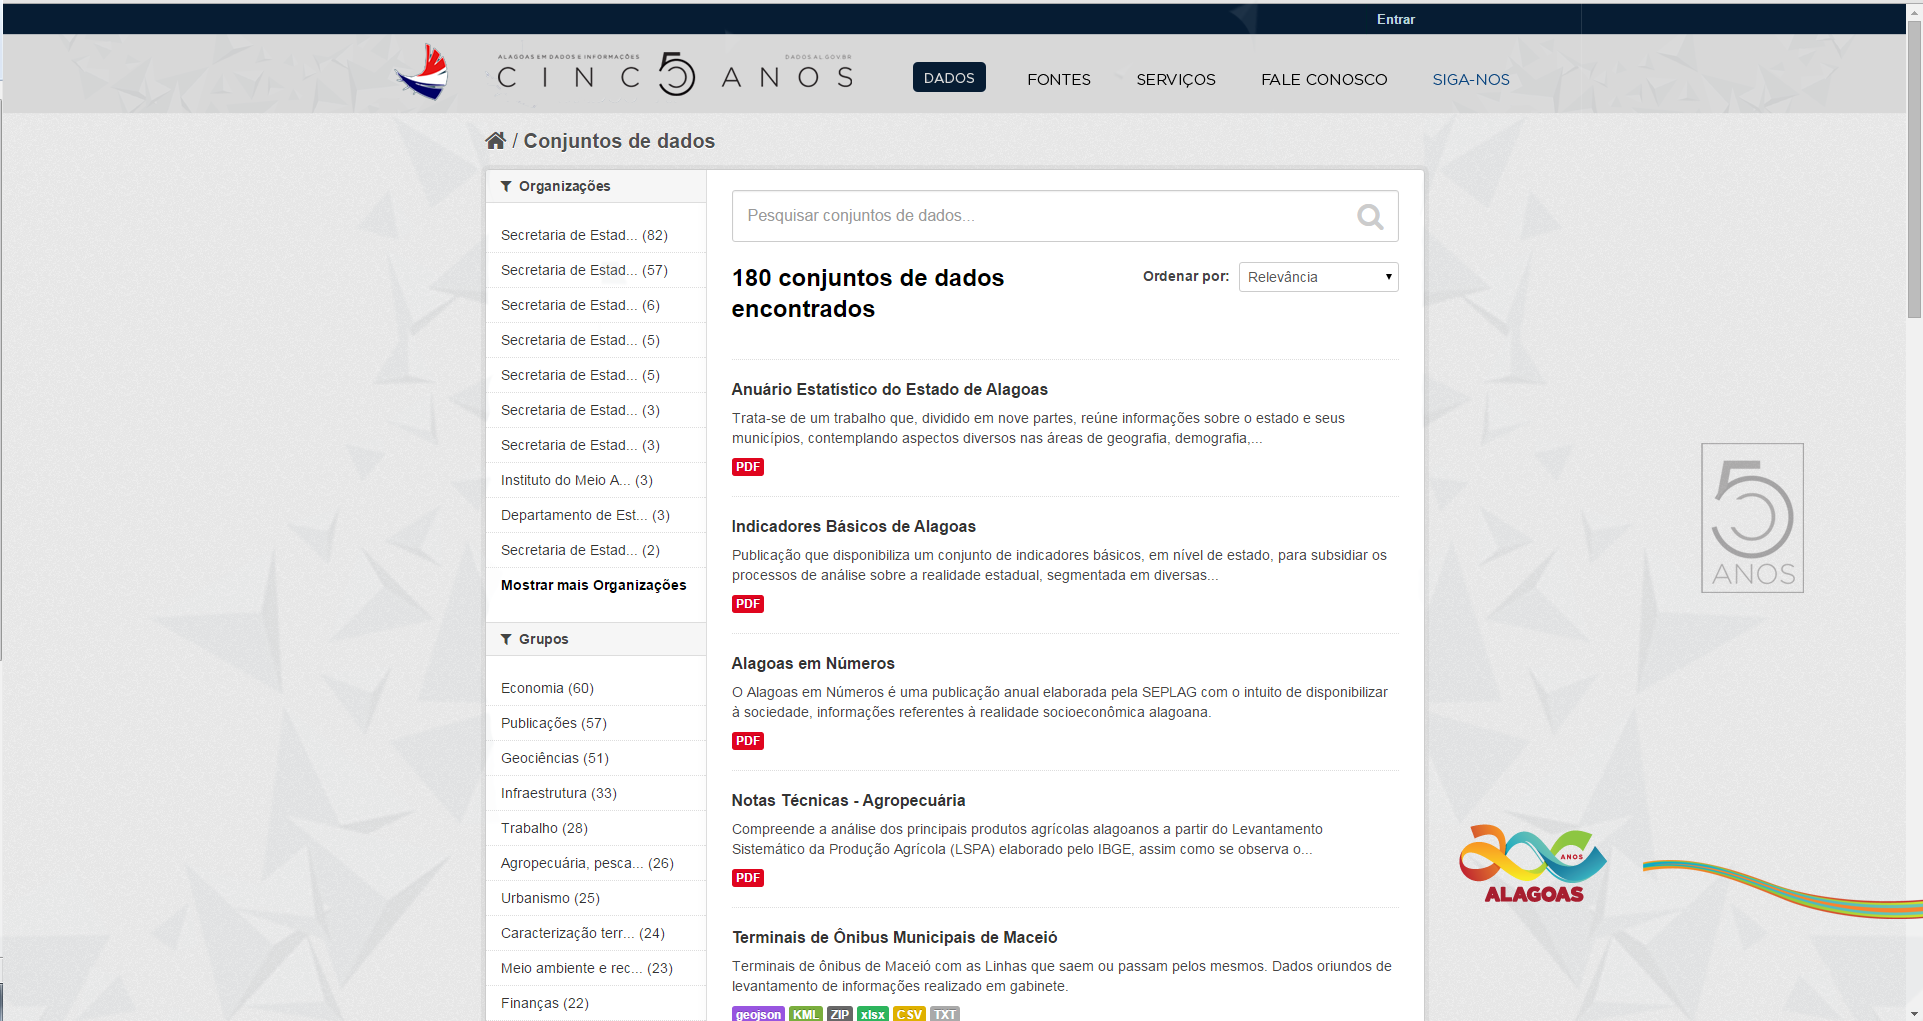 Entrar
ALAGOAS EM DADOS E INFORMAÇÕES
DADOS.AL.GOV.BR
CINC5 ANOS
DADOS
FONTES
SERVIÇOS
FALE CONOSCO
SIGA-NOS
/ Conjuntos de dados
Organizações
Secretaria de Estad... (82)
Secretaria de Estad... (57)
Secretaria de Estad... (6)
Secretaria de Estad... (5)
Secretaria de Estad... (5)
Secretaria de Estad... (3)
Secretaria de Estad... (3)
Instituto do Meio A... (3)
Departamento de Est... (3)
Secretaria de Estad... (2)
Mostrar mais Organizações
Grupos
Economia (60)
Publicações (57)
Geociências (51)
Infraestrutura (33)
Trabalho (28)
Agropecuária, pesca... (26)
Urbanismo (25)
Caracterização terr... (24)
Meio ambiente e rec... (23)
Finanças (22)
Pesquisar conjuntos de dados...
180 conjuntos de dados
encontrados
Ordenar por:
Relevância
Anuário Estatístico do Estado de Alagoas
Trata-se de um trabalho que, dividido em nove partes, reúne informações sobre o estado e seus
municípios, contemplando aspectos diversos nas áreas de geografia, demografia,...
PDF
Indicadores Básicos de Alagoas
Publicação que disponibiliza um conjunto de indicadores básicos, em nível de estado, para subsidiar os
processos de análise sobre a realidade estadual, segmentada em diversas...
PDF
Alagoas em Números
O Alagoas em Números é uma publicação anual elaborada pela SEPLAG com o intuito de disponibilizar
à sociedade, informações referentes à realidade socioeconômica alagoana.
PDF
Notas Técnicas - Agropecuária
Compreende a análise dos principais produtos agrícolas alagoanos a partir do Levantamento
Sistemático da Produção Agrícola (LSPA) elaborado pelo IBGE, assim como se observa o...
PDF
Terminais de Ônibus Municipais de Maceió
Terminais de ônibus de Maceió com as Linhas que saem ou passam pelos mesmos. Dados oriundos de
levantamento de informações realizado em gabinete.
geojson KML ZIP xlsx CSV TXT
5
ANOS
200
ANOS
ALAGOAS